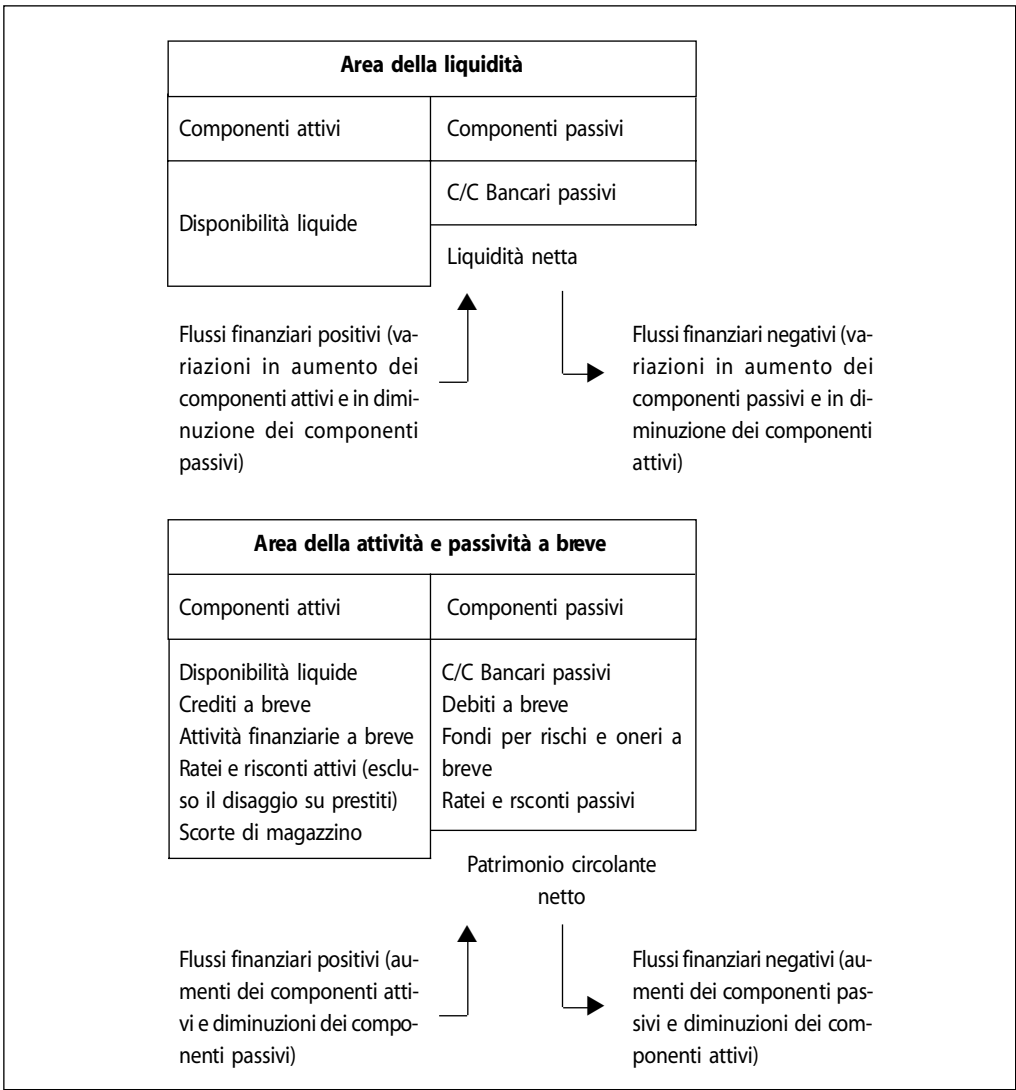 Area della liquidità
Componenti attivi
Componenti passivi
Disponibilità liquide
C/C Bancari passivi
Liquidità netta
Flussi finanziari positivi (va-
riazioni in aumento dei
componenti attivi e in dimi-
nuzione dei componenti
passivi)
Flussi finanziari negativi (va-
riazioni in aumento dei
componenti passivi e in di-
minuzione dei componenti
attivi)
Area della attività e passività a breve
Componenti attivi
Componenti passivi
Disponibilità liquide
Crediti a breve
Attività finanziarie a breve
Ratei e risconti attivi (esclu-
so il disaggio su prestiti)
Scorte di magazzino
C/C Bancari passivi
Debiti a breve
Fondi per rischi e oneri a
breve
Ratei e rsconti passivi
Patrimonio circolante
netto
Flussi finanziari positivi (au-
menti dei componenti atti-
vi e diminuzioni dei compo-
nenti passivi)
Flussi finanziari negativi (au-
menti dei componenti pas-
sivi e diminuzioni dei com-
ponenti attivi)